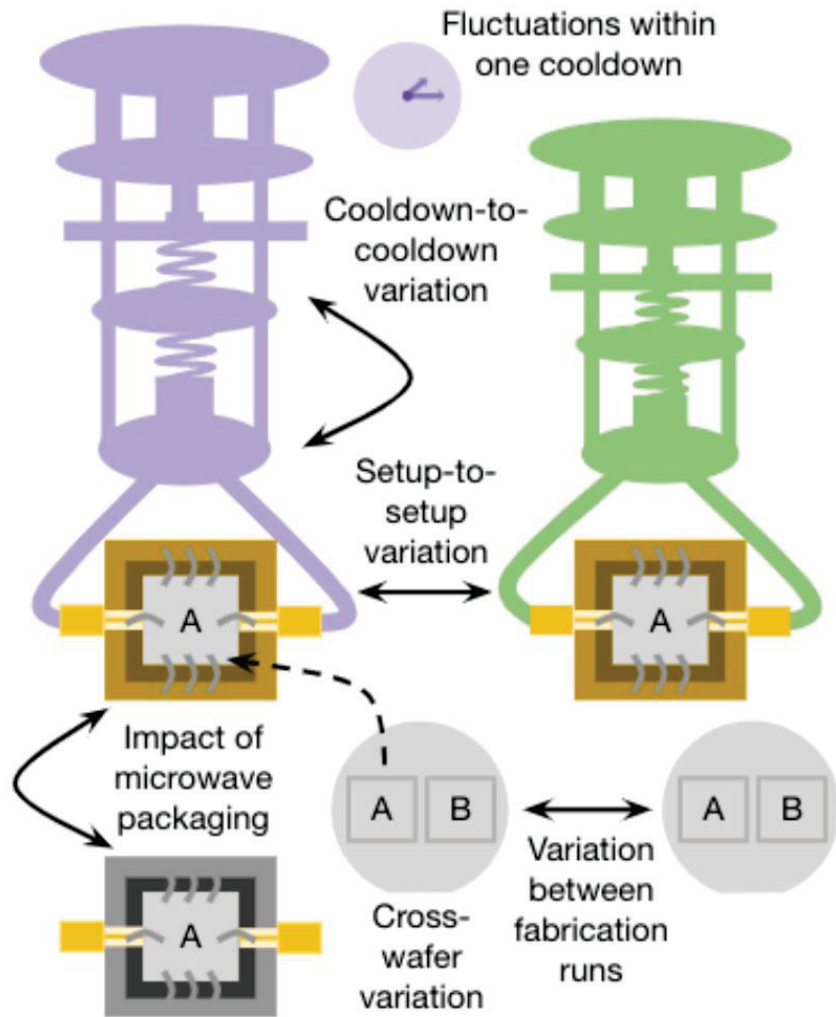 Fluctuations within
one cooldown
Cooldown-to-
cooldown
variation
Setup-to-
setup
variation
A
A
Impact of
microwave
packaging
A
B
A
B
A
Cross-
wafer
variation
Variation
between
fabrication
runs